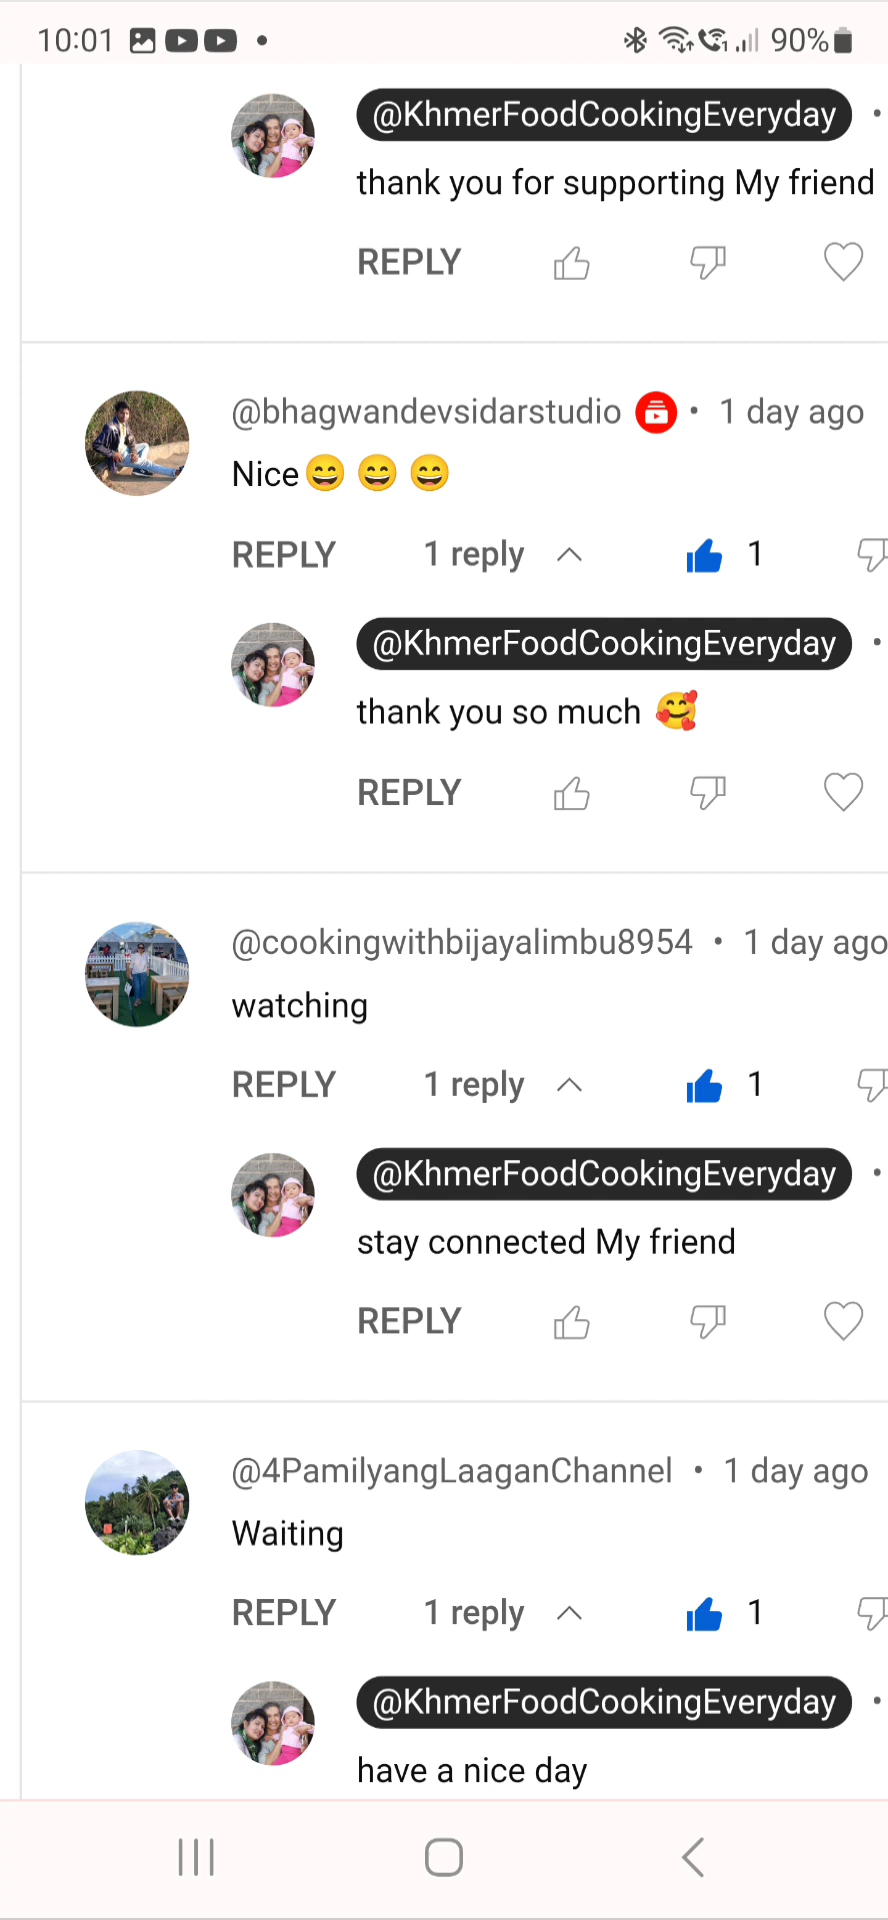 10:01 90%
@KhmerFoodCookingEveryday •
thank you for supporting My friend
REPLY
@bhagwandevsidarstudio • 1 day ago
Nice😄 😄 😄
REPLY 1 reply 1
@KhmerFoodCookingEveryday •
thank you so much 🥰
REPLY
@cookingwithbijayalimbu8954 • 1 day ago
watching
REPLY 1 reply 1
@KhmerFoodCookingEveryday •
stay connected My friend
REPLY
@4PamilyangLaaganChannel • 1 day ago
Waiting
REPLY 1 reply 1
@KhmerFoodCookingEveryday •
have a nice day